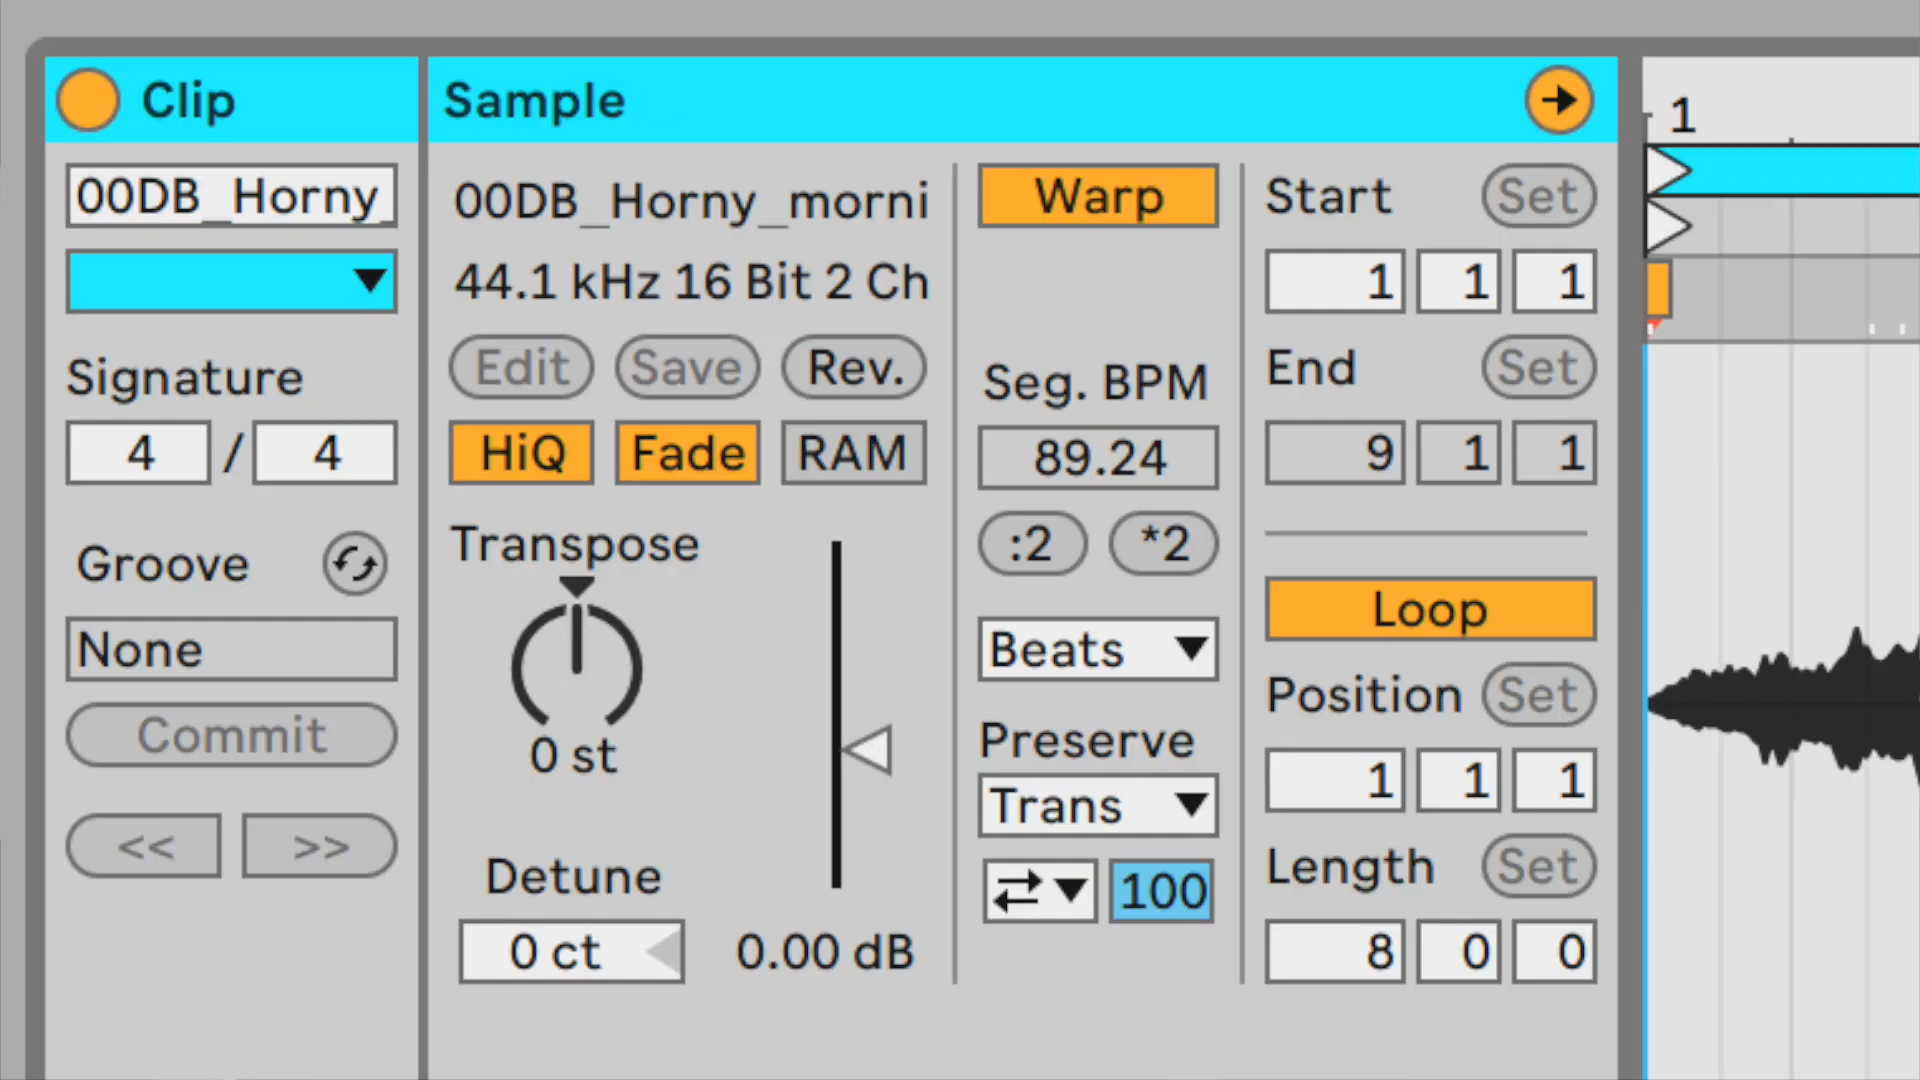 Clip
00DB_Horny_
Signature
4 / 4
Groove
None
Commit
<< >>
Sample
00DB_Horny_morni
44.1 kHz 16 Bit 2 Ch
Edit Save Rev.
HiQ Fade RAM
Transpose
0 st
Detune
0 ct 0.00 dB
Warp
Seg. BPM
89.24
:2 *2
Beats
Preserve
Trans
100
Start Set
1 1 1
End Set
9 1 1
Loop
Position Set
1 1 1
Length Set
8 0 0
1